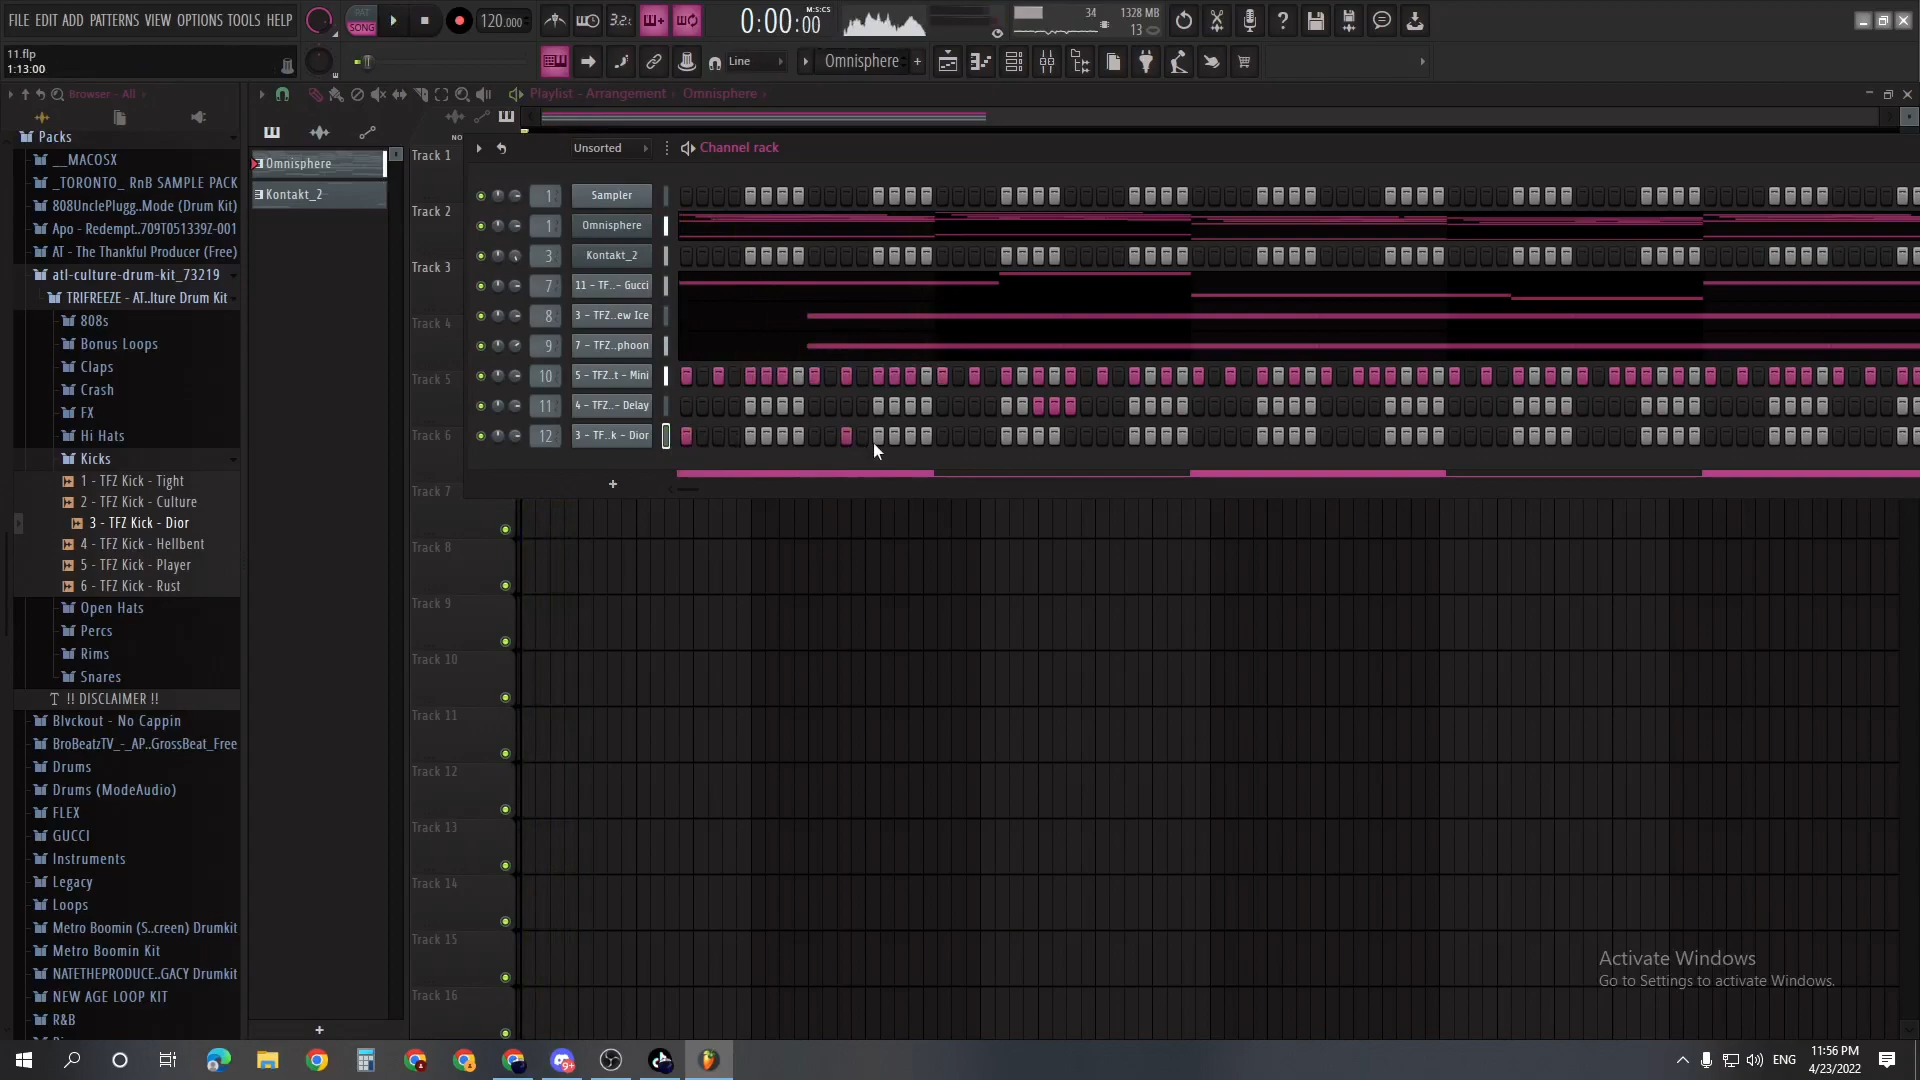 FILE EDIT ADD PATTERNS VIEW OPTIONS TOOLS HELP
PAT
SONG
120.000
3.2.
0:00:00
M:S:CS
34
1328 MB
13
11.flp
1:13:00
Line
Omnisphere
Browser - All
Playlist - Arrangement › Omnisphere ›
Packs
__MACOSX
_TORONTO_ RnB SAMPLE PACK
808UnclePlugg..Mode (Drum Kit)
Apo - Redempt..709T051339Z-001
AT - The Thankful Producer (Free)
atl-culture-drum-kit_73219
TRIFREEZE - AT..lture Drum Kit
808s
Bonus Loops
Claps
Crash
FX
Hi Hats
Kicks
1 - TFZ Kick - Tight
2 - TFZ Kick - Culture
3 - TFZ Kick - Dior
4 - TFZ Kick - Hellbent
5 - TFZ Kick - Player
6 - TFZ Kick - Rust
Open Hats
Percs
Rims
Snares
!! DISCLAIMER !!
Blvckout - No Cappin
BroBeatzTV_-_AP..GrossBeat_Free
Drums
Drums (ModeAudio)
FLEX
GUCCI
Instruments
Legacy
Loops
Metro Boomin (S..creen) Drumkit
Metro Boomin Kit
NATETHEPRODUCE..GACY Drumkit
NEW AGE LOOP KIT
R&B
Omnisphere
Kontakt_2
Track 1
Track 2
Track 3
Track 4
Track 5
Track 6
Track 7
Track 8
Track 9
Track 10
Track 11
Track 12
Track 13
Track 14
Track 15
Track 16
Unsorted
Channel rack
1 Sampler
1 Omnisphere
3 Kontakt_2
7 11 - TF..- Gucci
8 3 - TFZ..ew Ice
9 7 - TFZ..phoon
10 5 - TFZ..t - Mini
11 4 - TFZ..- Delay
12 3 - TF..k - Dior
Activate Windows
Go to Settings to activate Windows.
ENG
11:56 PM
4/23/2022